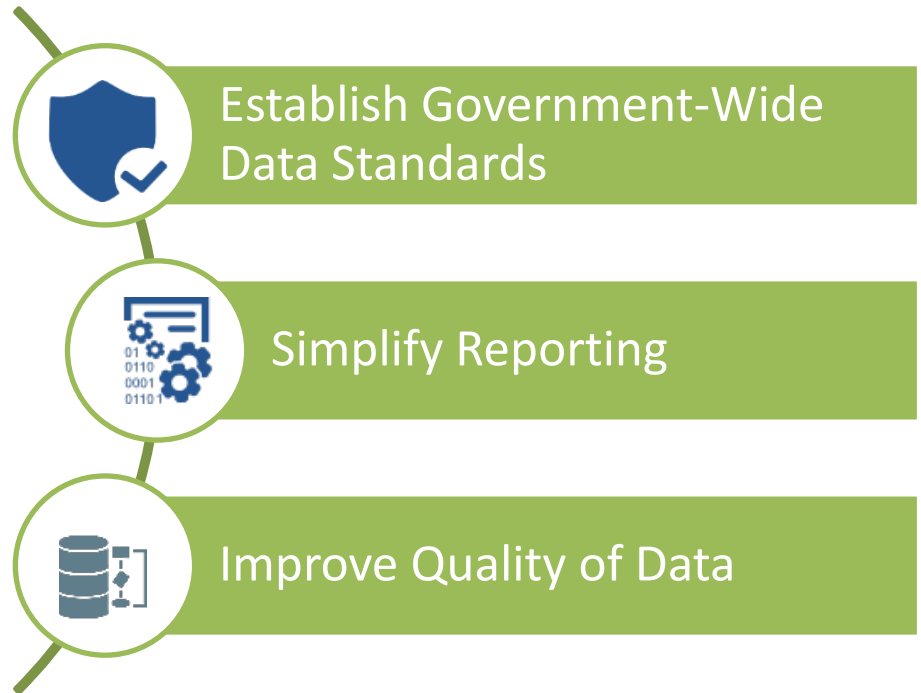 Establish Government-Wide
Data Standards
Simplify Reporting
01
0110
0001
01101
Improve Quality of Data